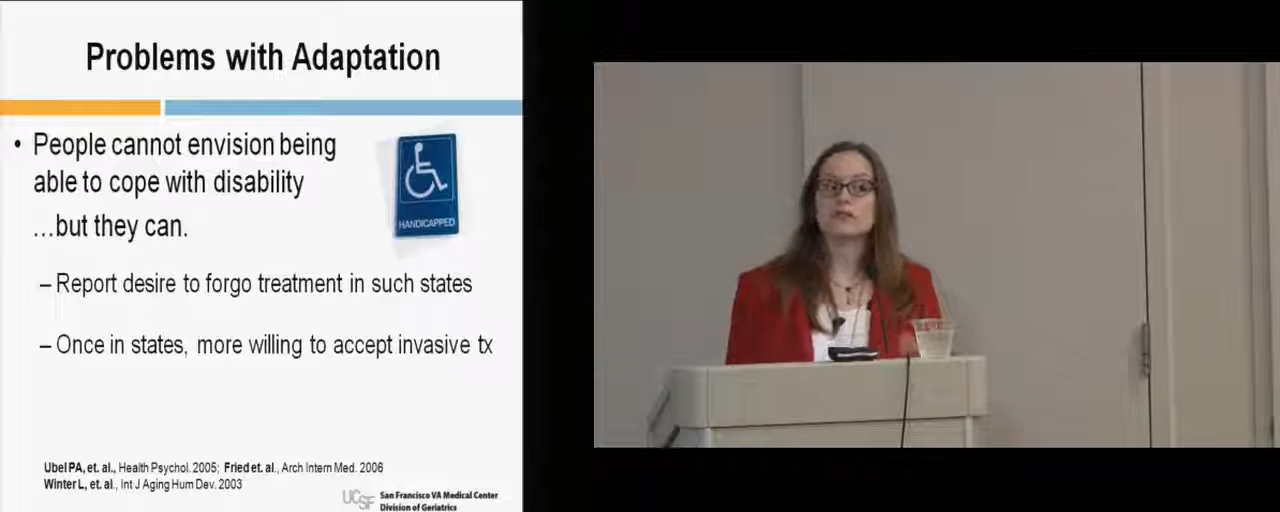 Problems with Adaptation
• People cannot envision being
able to cope with disability
…but they can.
HANDICAPPED
– Report desire to forgo treatment in such states
– Once in states, more willing to accept invasive tx
Ubel PA, et. al., Health Psychol. 2005; Fried et. al., Arch Intern Med. 2006
Winter L, et. al. Int J Aging Hum Dev. 2003
UCSF San Francisco VA Medical Center
Division of Geriatrics